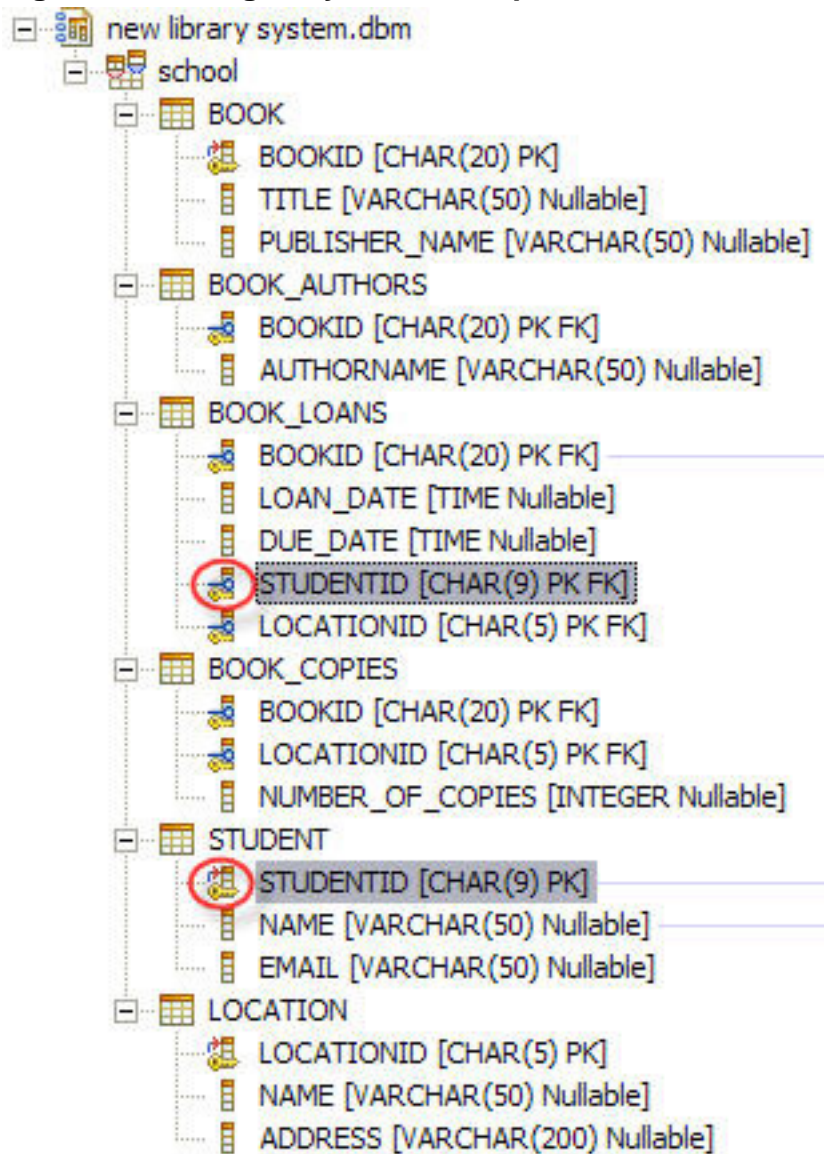 new library system.dbm
school
BOOK
BOOKID [CHAR(20) PK]
TITLE [VARCHAR(50) Nullable]
PUBLISHER_NAME [VARCHAR(50) Nullable]
BOOK_AUTHORS
BOOKID [CHAR(20) PK FK]
AUTHORNAME [VARCHAR(50) Nullable]
BOOK_LOANS
BOOKID [CHAR(20) PK FK]
LOAN_DATE [TIME Nullable]
DUE_DATE [TIME Nullable]
STUDENTID [CHAR(9) PK FK]
LOCATIONID [CHAR(5) PK FK]
BOOK_COPIES
BOOKID [CHAR(20) PK FK]
LOCATIONID [CHAR(5) PK FK]
NUMBER_OF_COPIES [INTEGER Nullable]
STUDENT
STUDENTID [CHAR(9) PK]
NAME [VARCHAR(50) Nullable]
EMAIL [VARCHAR(50) Nullable]
LOCATION
LOCATIONID [CHAR(5) PK]
NAME [VARCHAR(50) Nullable]
ADDRESS [VARCHAR(200) Nullable]